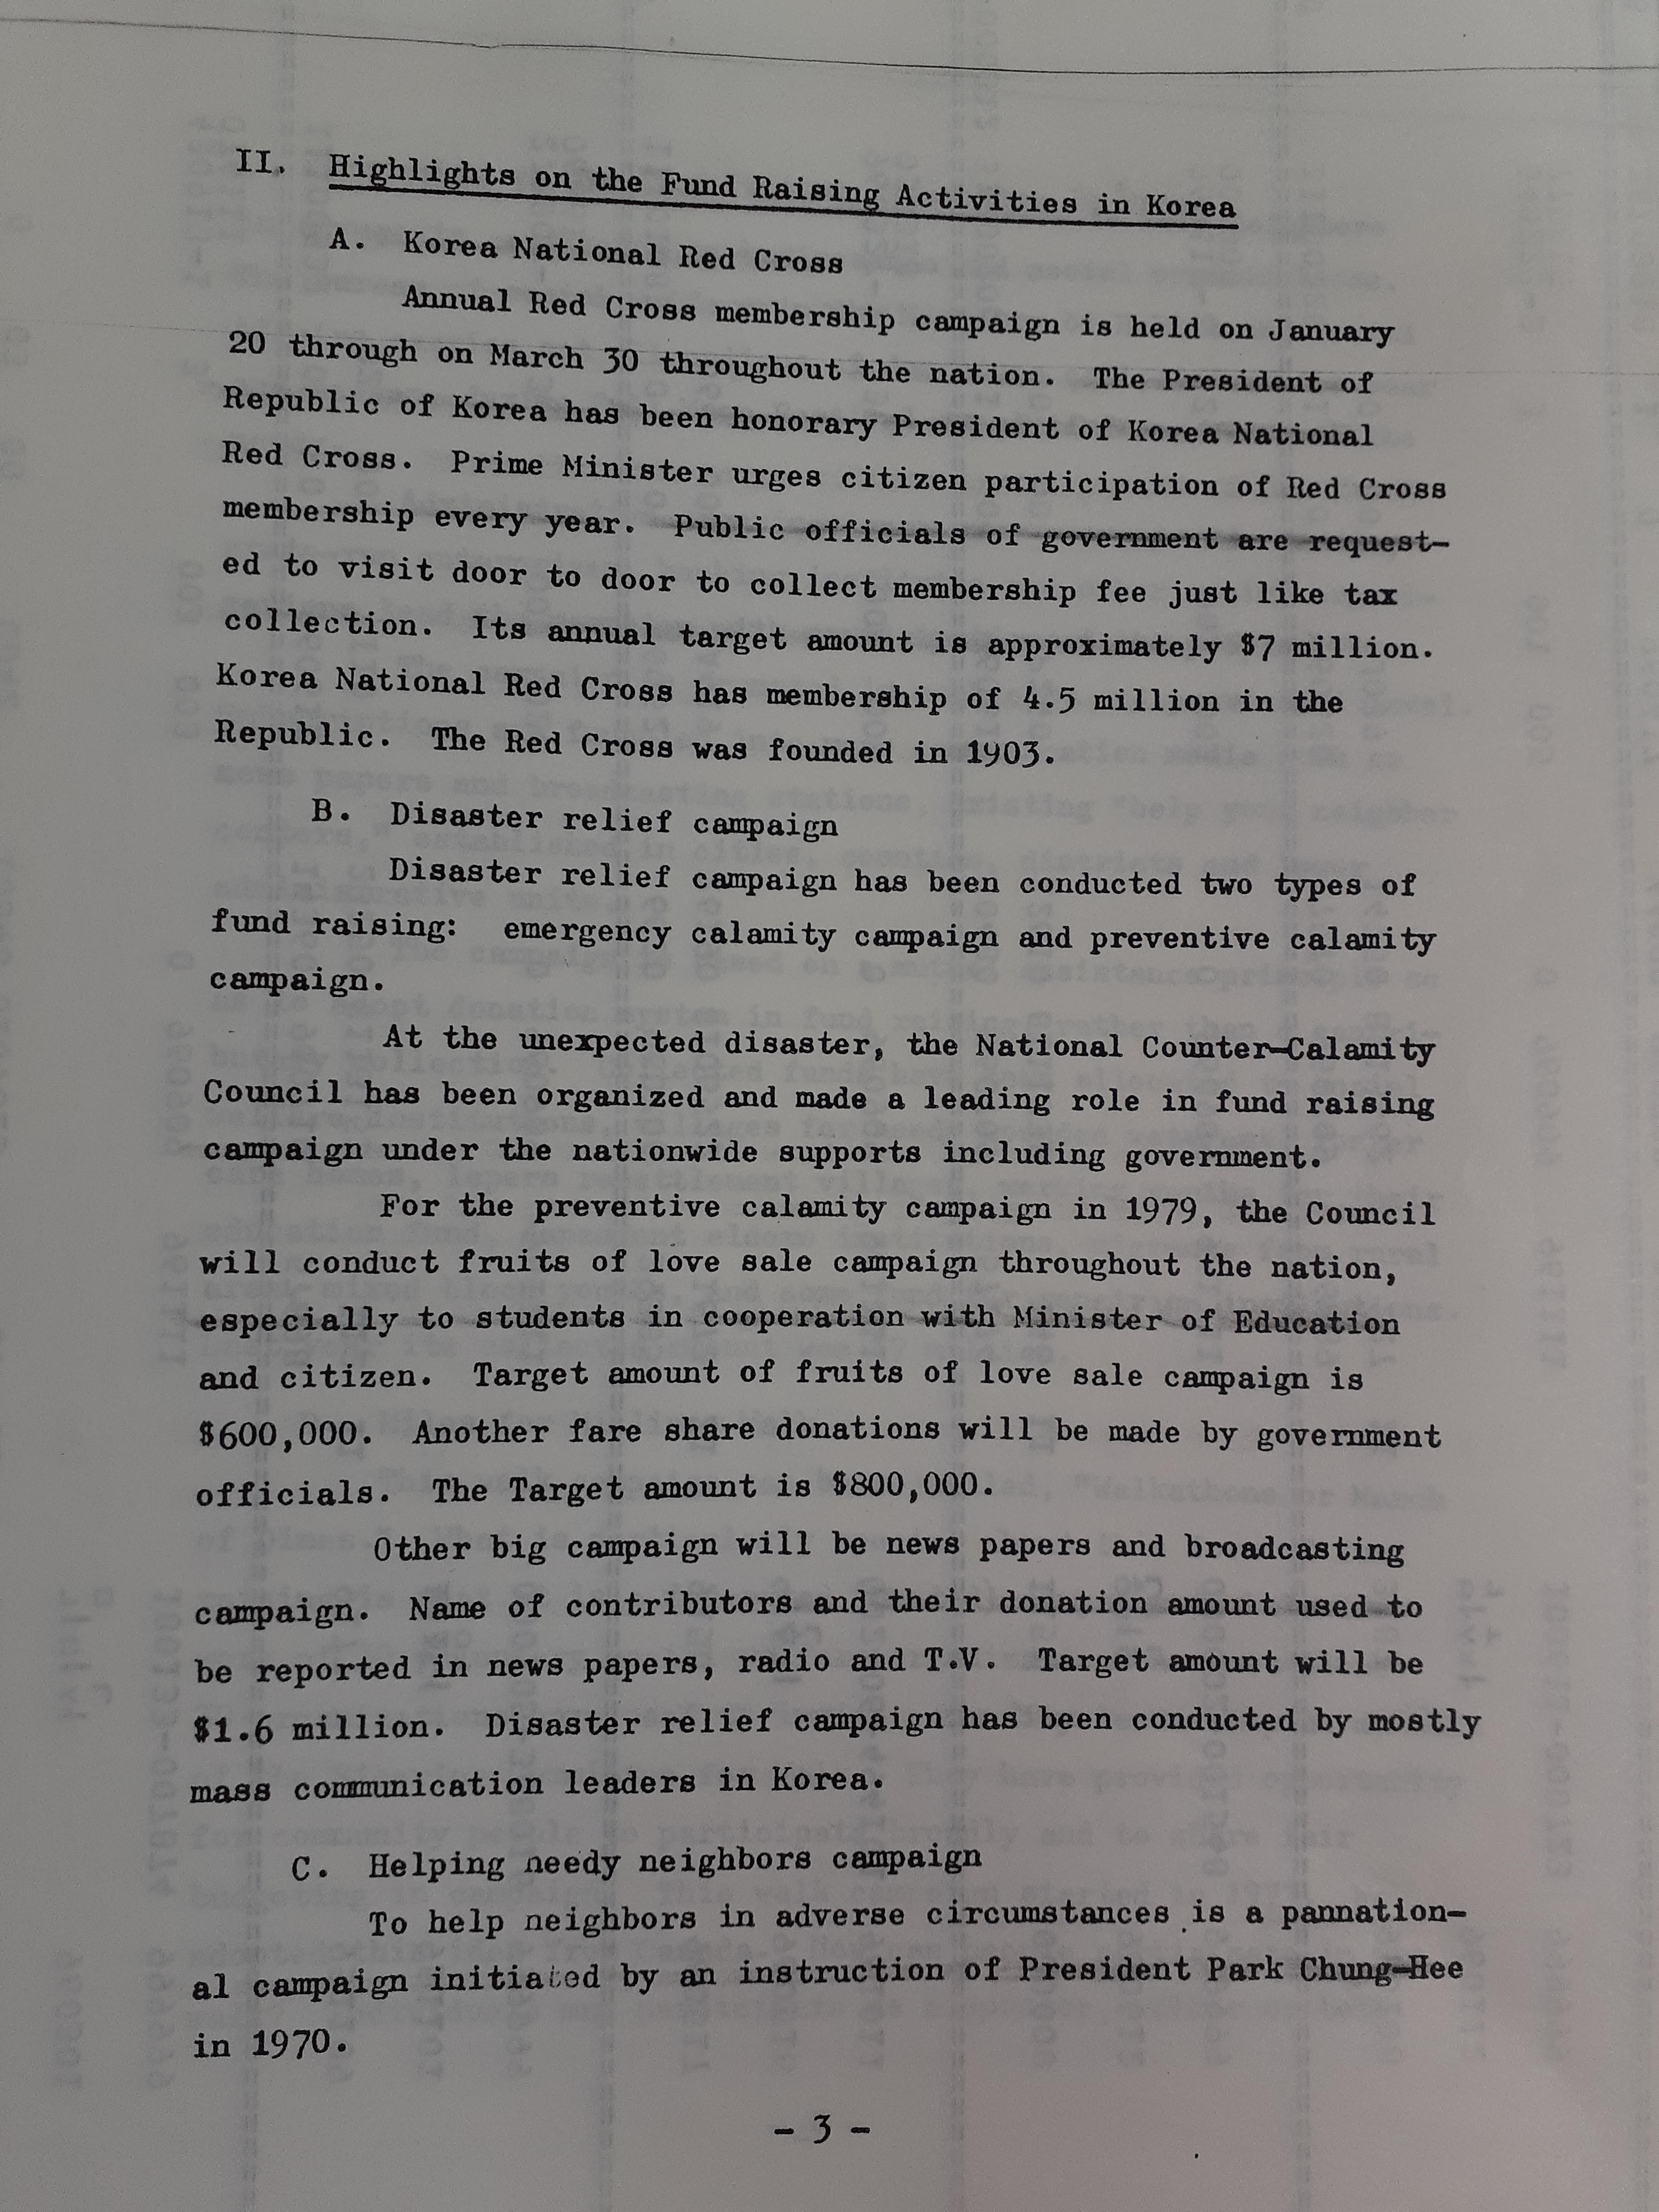 II. Highlights on the Fund Raising Activities in Korea
A. Korea National Red Cross
Annual Red Cross membership campaign is held on January
20 through on March 30 throughout the nation. The President of
Republic of Korea has been honorary President of Korea National
Red Cross. Prime Minister urges citizen participation of Red Cross
membership every year. Public officials of government are request-
ed to visit door to door to collect membership fee just like tax
collection. Its annual target amount is approximately $7 million.
Korea National Red Cross has membership of 4.5 million in the
Republic. The Red Cross was founded in 1903.
B. Disaster relief campaign
Disaster relief campaign has been conducted two types of
fund raising: emergency calamity campaign and preventive calamity
campaign.
At the unexpected disaster, the National Counter-Calamity
Council has been organized and made a leading role in fund raising
campaign under the nationwide supports including government.
For the preventive calamity campaign in 1979, the Council
will conduct fruits of love sale campaign throughout the nation,
especially to students in cooperation with Minister of Education
and citizen. Target amount of fruits of love sale campaign is
$600,000. Another fare share donations will be made by government
officials. The Target amount is $800,000.
Other big campaign will be news papers and broadcasting
campaign. Name of contributors and their donation amount used to
be reported in news papers, radio and T.V. Target amount will be
$1.6 million. Disaster relief campaign has been conducted by mostly
mass communication leaders in Korea.
C. Helping needy neighbors campaign
To help neighbors in adverse circumstances is a pannation-
al campaign initiated by an instruction of President Park Chung-Hee
in 1970.
- 3 -